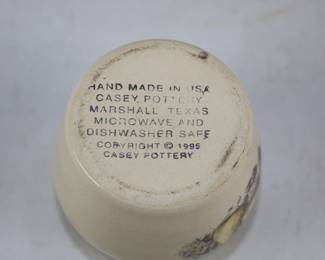 HAND MADE IN USA
CASEY POTTERY
MARSHALL TEXAS
MICROWAVE AND
DISHWASHER SAFE
COPYRIGHT © 1995
CASEY POTTERY